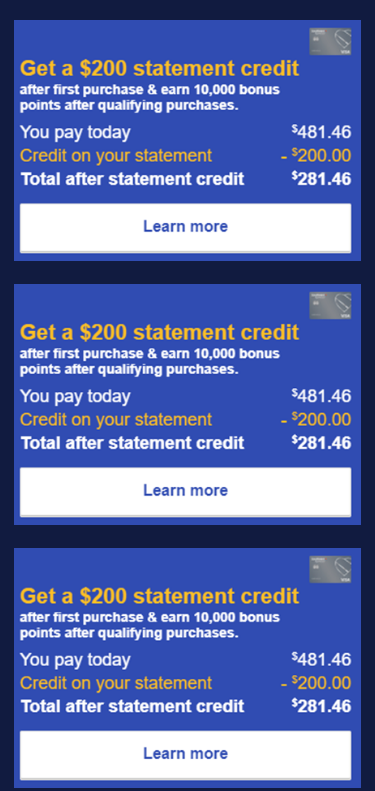 Get a $200 statement credit
after first purchase & earn 10,000 bonus
points after qualifying purchases.
You pay today $481.46
Credit on your statement - $200.00
Total after statement credit $281.46
Learn more
Get a $200 statement credit
after first purchase & earn 10,000 bonus
points after qualifying purchases.
You pay today $481.46
Credit on your statement - $200.00
Total after statement credit $281.46
Learn more
Get a $200 statement credit
after first purchase & earn 10,000 bonus
points after qualifying purchases.
You pay today $481.46
Credit on your statement - $200.00
Total after statement credit $281.46
Learn more